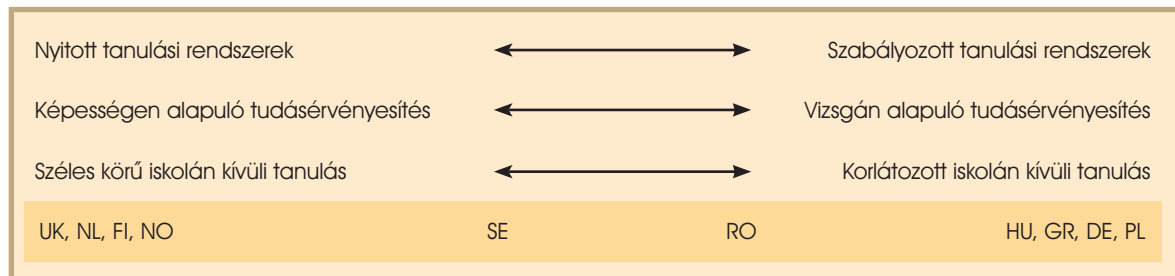 Nyitott tanulási rendszerek Szabályozott tanulási rendszerek
Képességen alapuló tudásérvényesítés Vizsgán alapuló tudásérvényesítés
Széles körű iskolán kívüli tanulás Korlátozott iskolán kívüli tanulás
UK, NL, FI, NO SE RO HU, GR, DE, PL